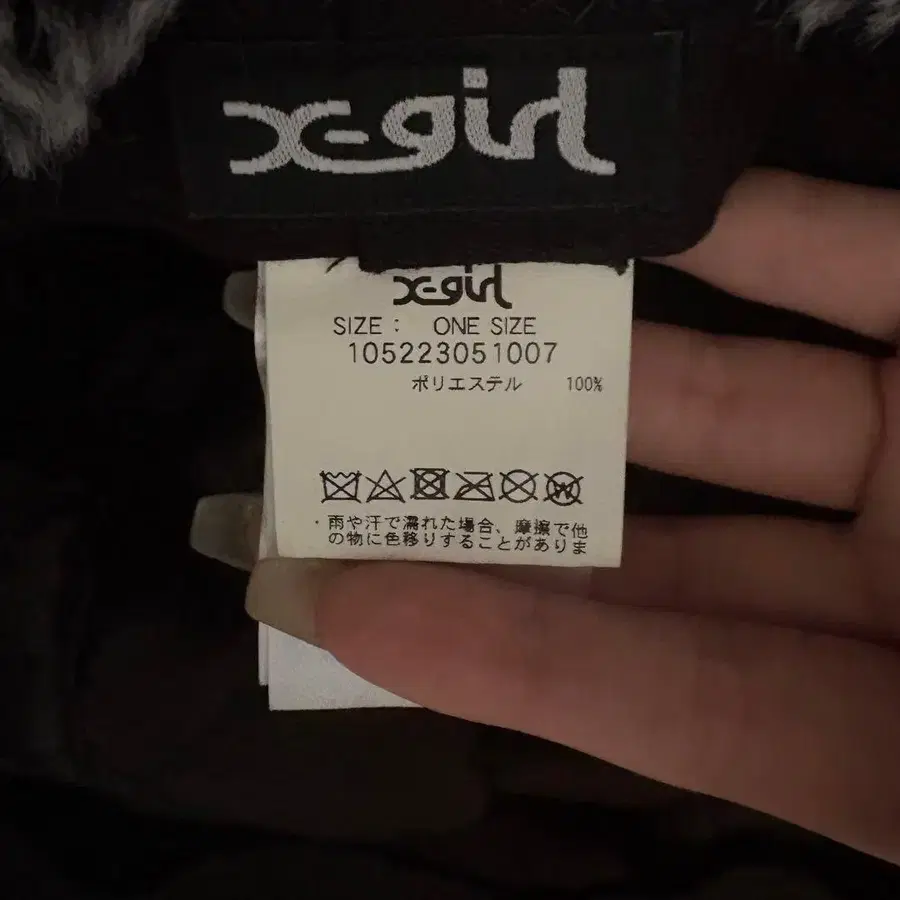 X-girl
X-girl
SIZE : ONE SIZE
105223051007
ポリエステル 100%
W
・雨や汗で濡れた場合、摩擦で他
の物に色移りすることがありま